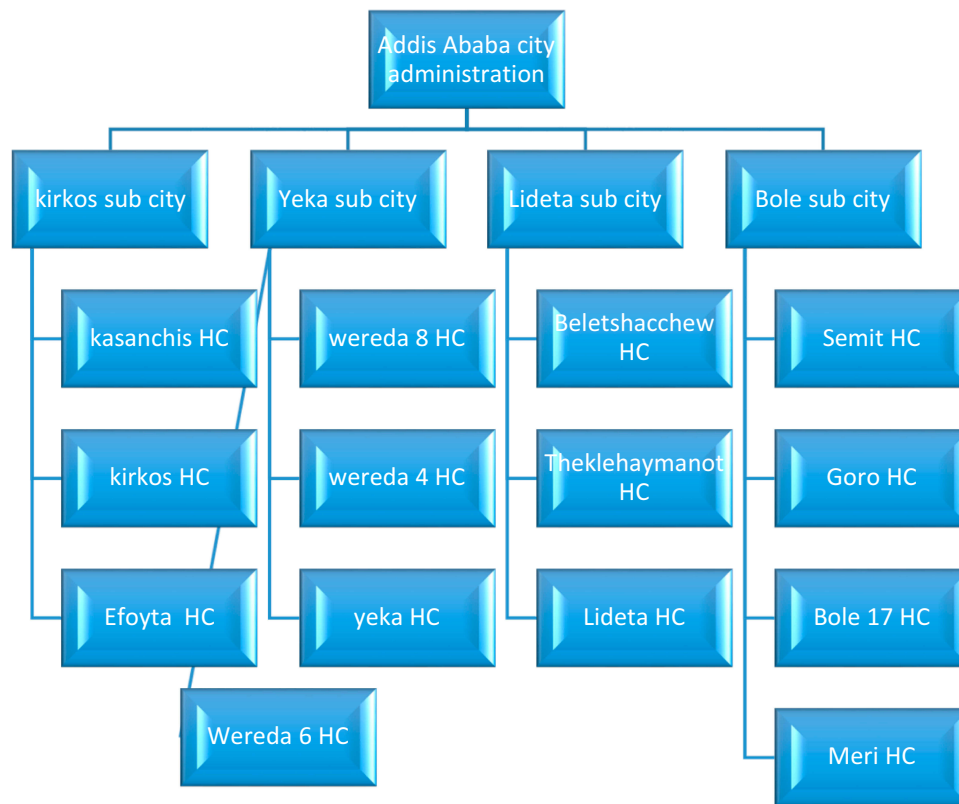 Addis Ababa city
administration
kirkos sub city
Yeka sub city
Lideta sub city
Bole sub city
kasanchis HC
wereda 8 HC
Beletshacchew
HC
Semit HC
kirkos HC
wereda 4 HC
Theklehaymanot
HC
Goro HC
Efoyta HC
yeka HC
Lideta HC
Bole 17 HC
Wereda 6 HC
Meri HC